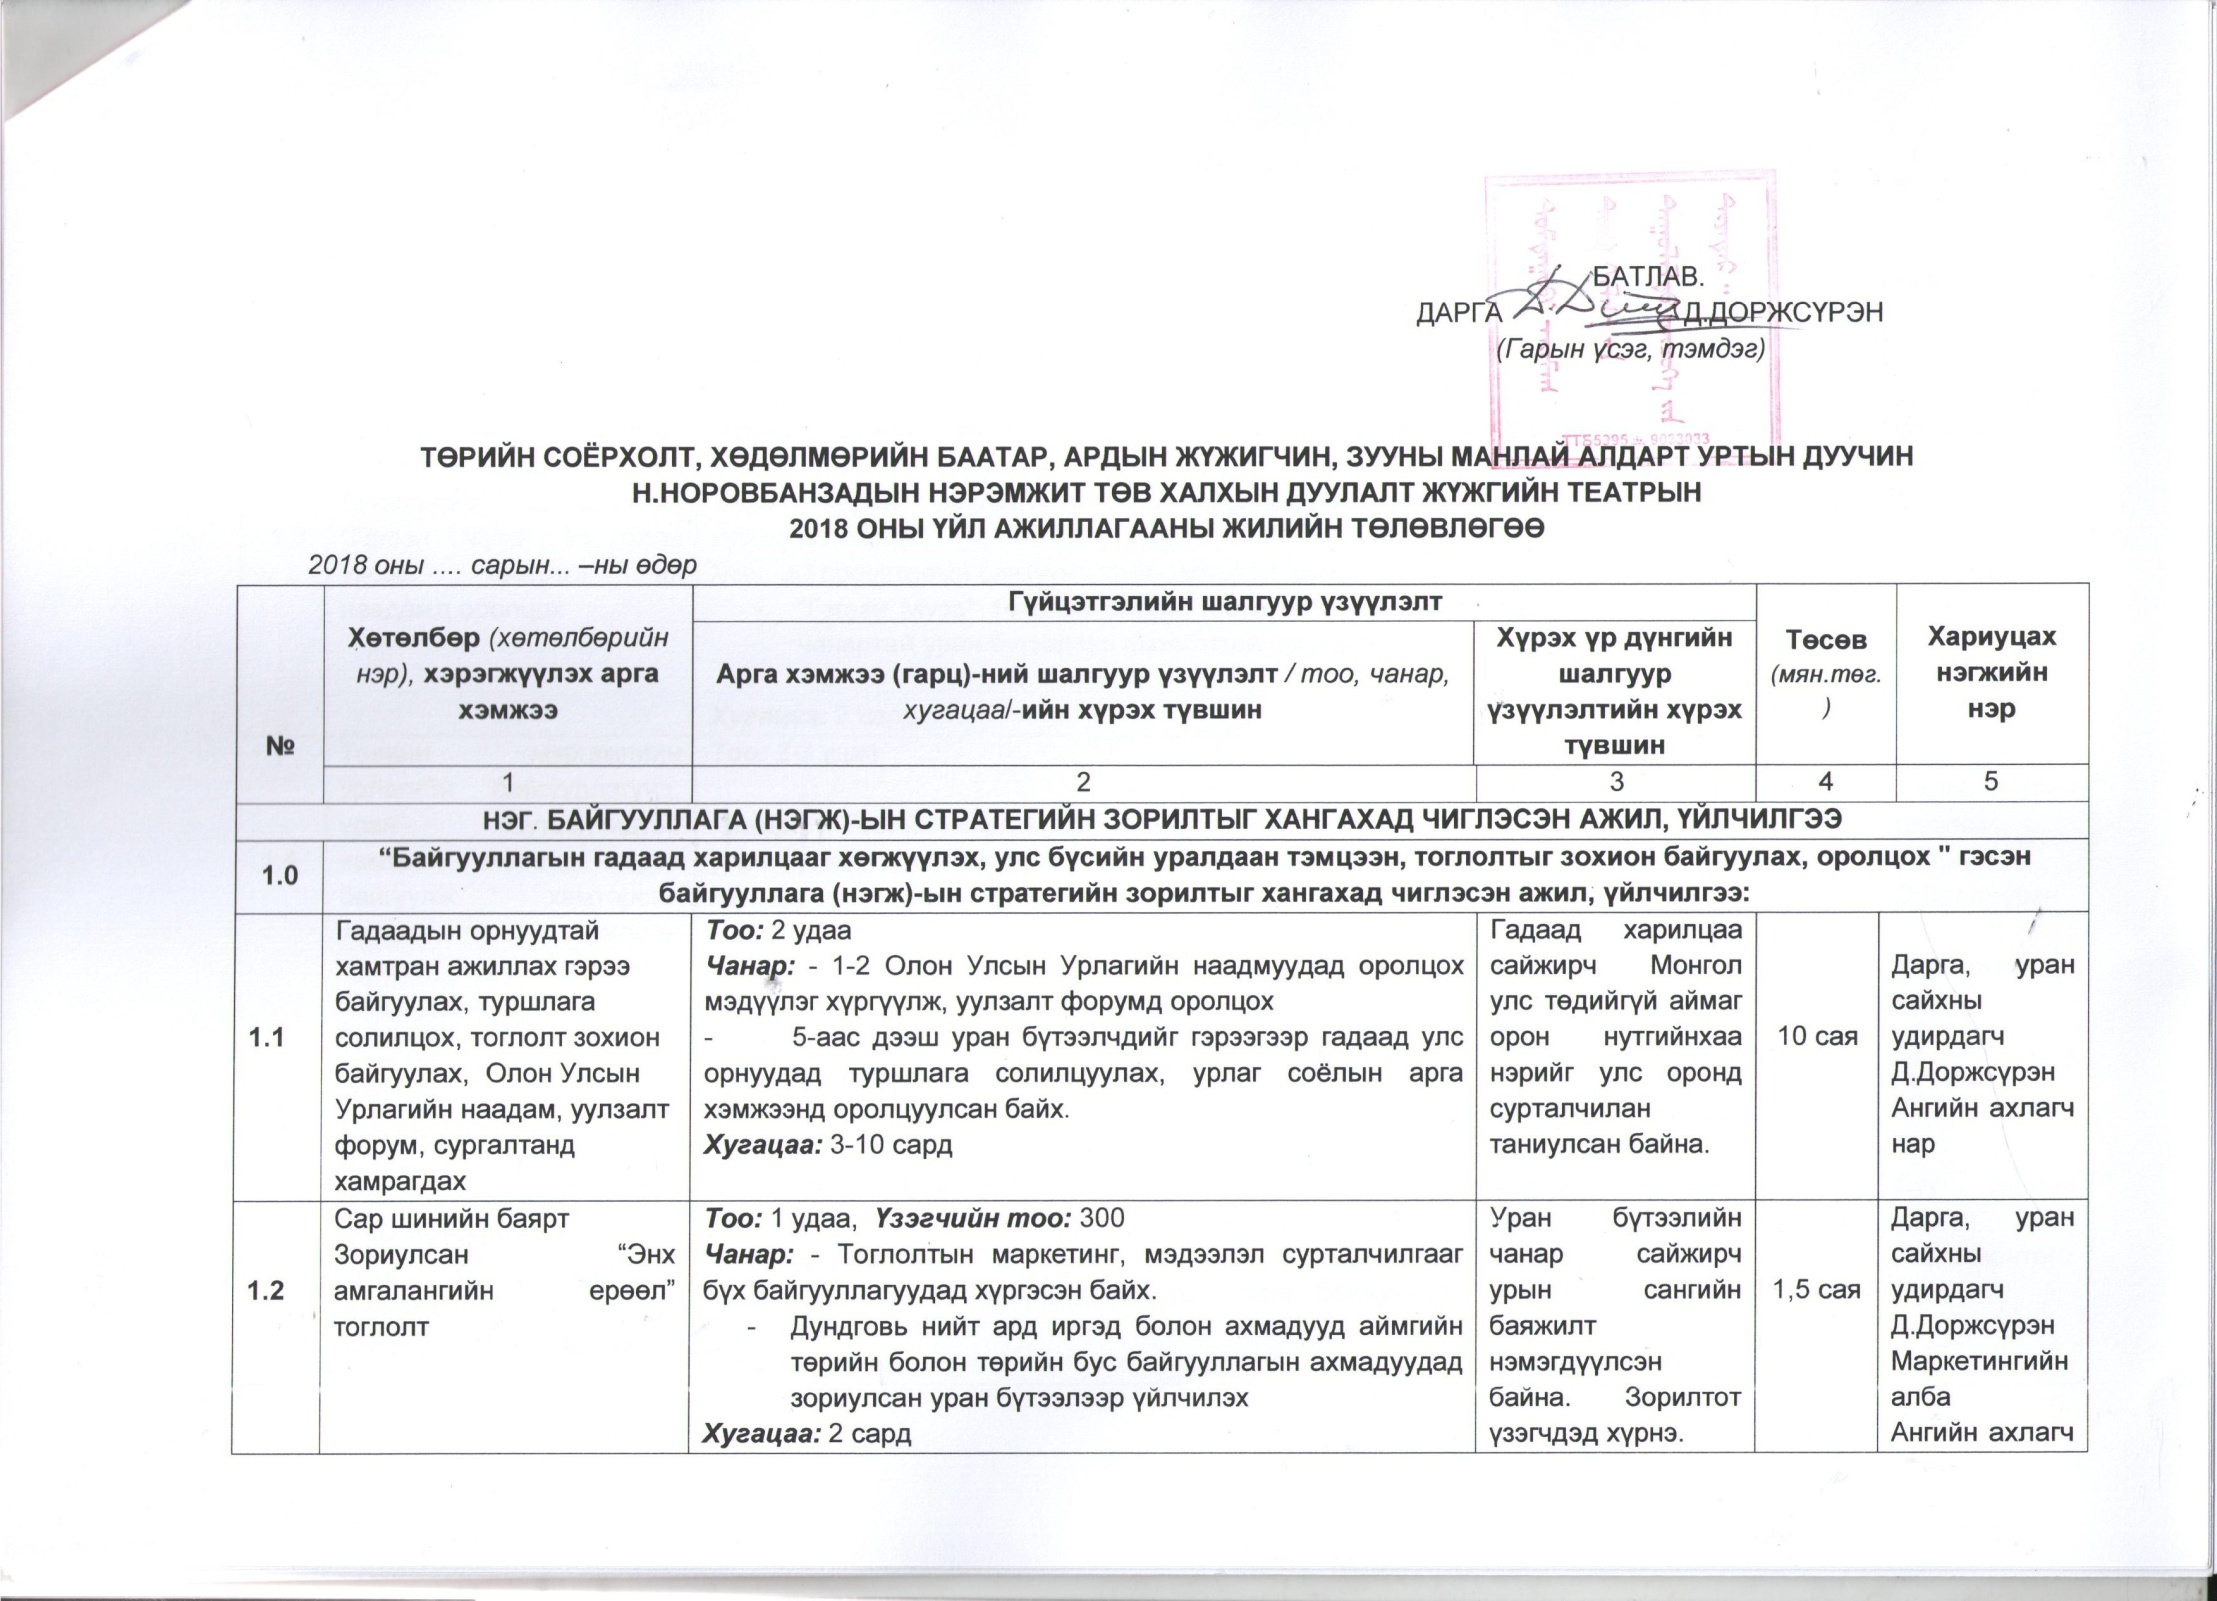 БАТЛАВ.
ДАРГА Д.ДОРЖСҮРЭН
(Гарын үсэг, тэмдэг)
ТӨРИЙН СОЁРХОЛТ, ХӨДӨЛМӨРИЙН БААТАР, АРДЫН ЖҮЖИГЧИН, ЗУУНЫ МАНЛАЙ АЛДАРТ УРТЫН ДУУЧИН
Н.НОРОВБАНЗАДЫН НЭРЭМЖИТ ТӨВ ХАЛХЫН ДУУЛАЛТ ЖҮЖГИЙН ТЕАТРЫН
2018 ОНЫ ҮЙЛ АЖИЛЛАГААНЫ ЖИЛИЙН ТӨЛӨВЛӨГӨӨ
2018 оны .... сарын... –ны өдөр
№
Хөтөлбөр (хөтөлбөрийн
нэр), хэрэгжүүлэх арга
хэмжээ
Гүйцэтгэлийн шалгуур үзүүлэлт
Арга хэмжээ (гарц)-ний шалгуур үзүүлэлт / тоо, чанар,
хугацаа/-ийн хүрэх түвшин
Хүрэх үр дүнгийн
шалгуур
үзүүлэлтийн хүрэх
түвшин
Төсөв
(мян.төг.
)
Хариуцах
нэгжийн
нэр
1 2 3 4 5
НЭГ. БАЙГУУЛЛАГА (НЭГЖ)-ЫН СТРАТЕГИЙН ЗОРИЛТЫГ ХАНГАХАД ЧИГЛЭСЭН АЖИЛ, ҮЙЛЧИЛГЭЭ
1.0
“Байгууллагын гадаад харилцааг хөгжүүлэх, улс бүсийн уралдаан тэмцээн, тоглолтыг зохион байгуулах, оролцох " гэсэн
байгууллага (нэгж)-ын стратегийн зорилтыг хангахад чиглэсэн ажил, үйлчилгээ:
1.1
Гадаадын орнуудтай
хамтран ажиллах гэрээ
байгуулах, туршлага
солилцох, тоглолт зохион
байгуулах, Олон Улсын
Урлагийн наадам, уулзалт
форум, сургалтанд
хамрагдах
Тоо: 2 удаа
Чанар: - 1-2 Олон Улсын Урлагийн наадмуудад оролцох
мэдүүлэг хүргүүлж, уулзалт форумд оролцох
- 5-аас дээш уран бүтээлчдийг гэрээгээр гадаад улс
орнуудад туршлага солилцуулах, урлаг соёлын арга
хэмжээнд оролцуулсан байх.
Хугацаа: 3-10 сард
Гадаад харилцаа
сайжирч Монгол
улс төдийгүй аймаг
орон нутгийнхаа
нэрийг улс оронд
сурталчилан
таниулсан байна.
10 сая
Дарга, уран
сайхны
удирдагч
Д.Доржсүрэн
Ангийн ахлагч
нар
1.2
Сар шинийн баярт
Зориулсан “Энх
амгалангийн ерөөл”
тоглолт
Тоо: 1 удаа, Үзэгчийн тоо: 300
Чанар: - Тоглолтын маркетинг, мэдээлэл сурталчилгааг
бүх байгууллагуудад хүргэсэн байх.
- Дундговь нийт ард иргэд болон ахмадууд аймгийн
төрийн болон төрийн бус байгууллагын ахмадуудад
зориулсан уран бүтээлээр үйлчилэх
Хугацаа: 2 сард
Уран бүтээлийн
чанар сайжирч
урын сангийн
баяжилт
нэмэгдүүлсэн
байна. Зорилтот
үзэгчдэд хүрнэ.
1,5 сая
Дарга, уран
сайхны
удирдагч
Д.Доржсүрэн
Маркетингийн
алба
Ангийн ахлагч